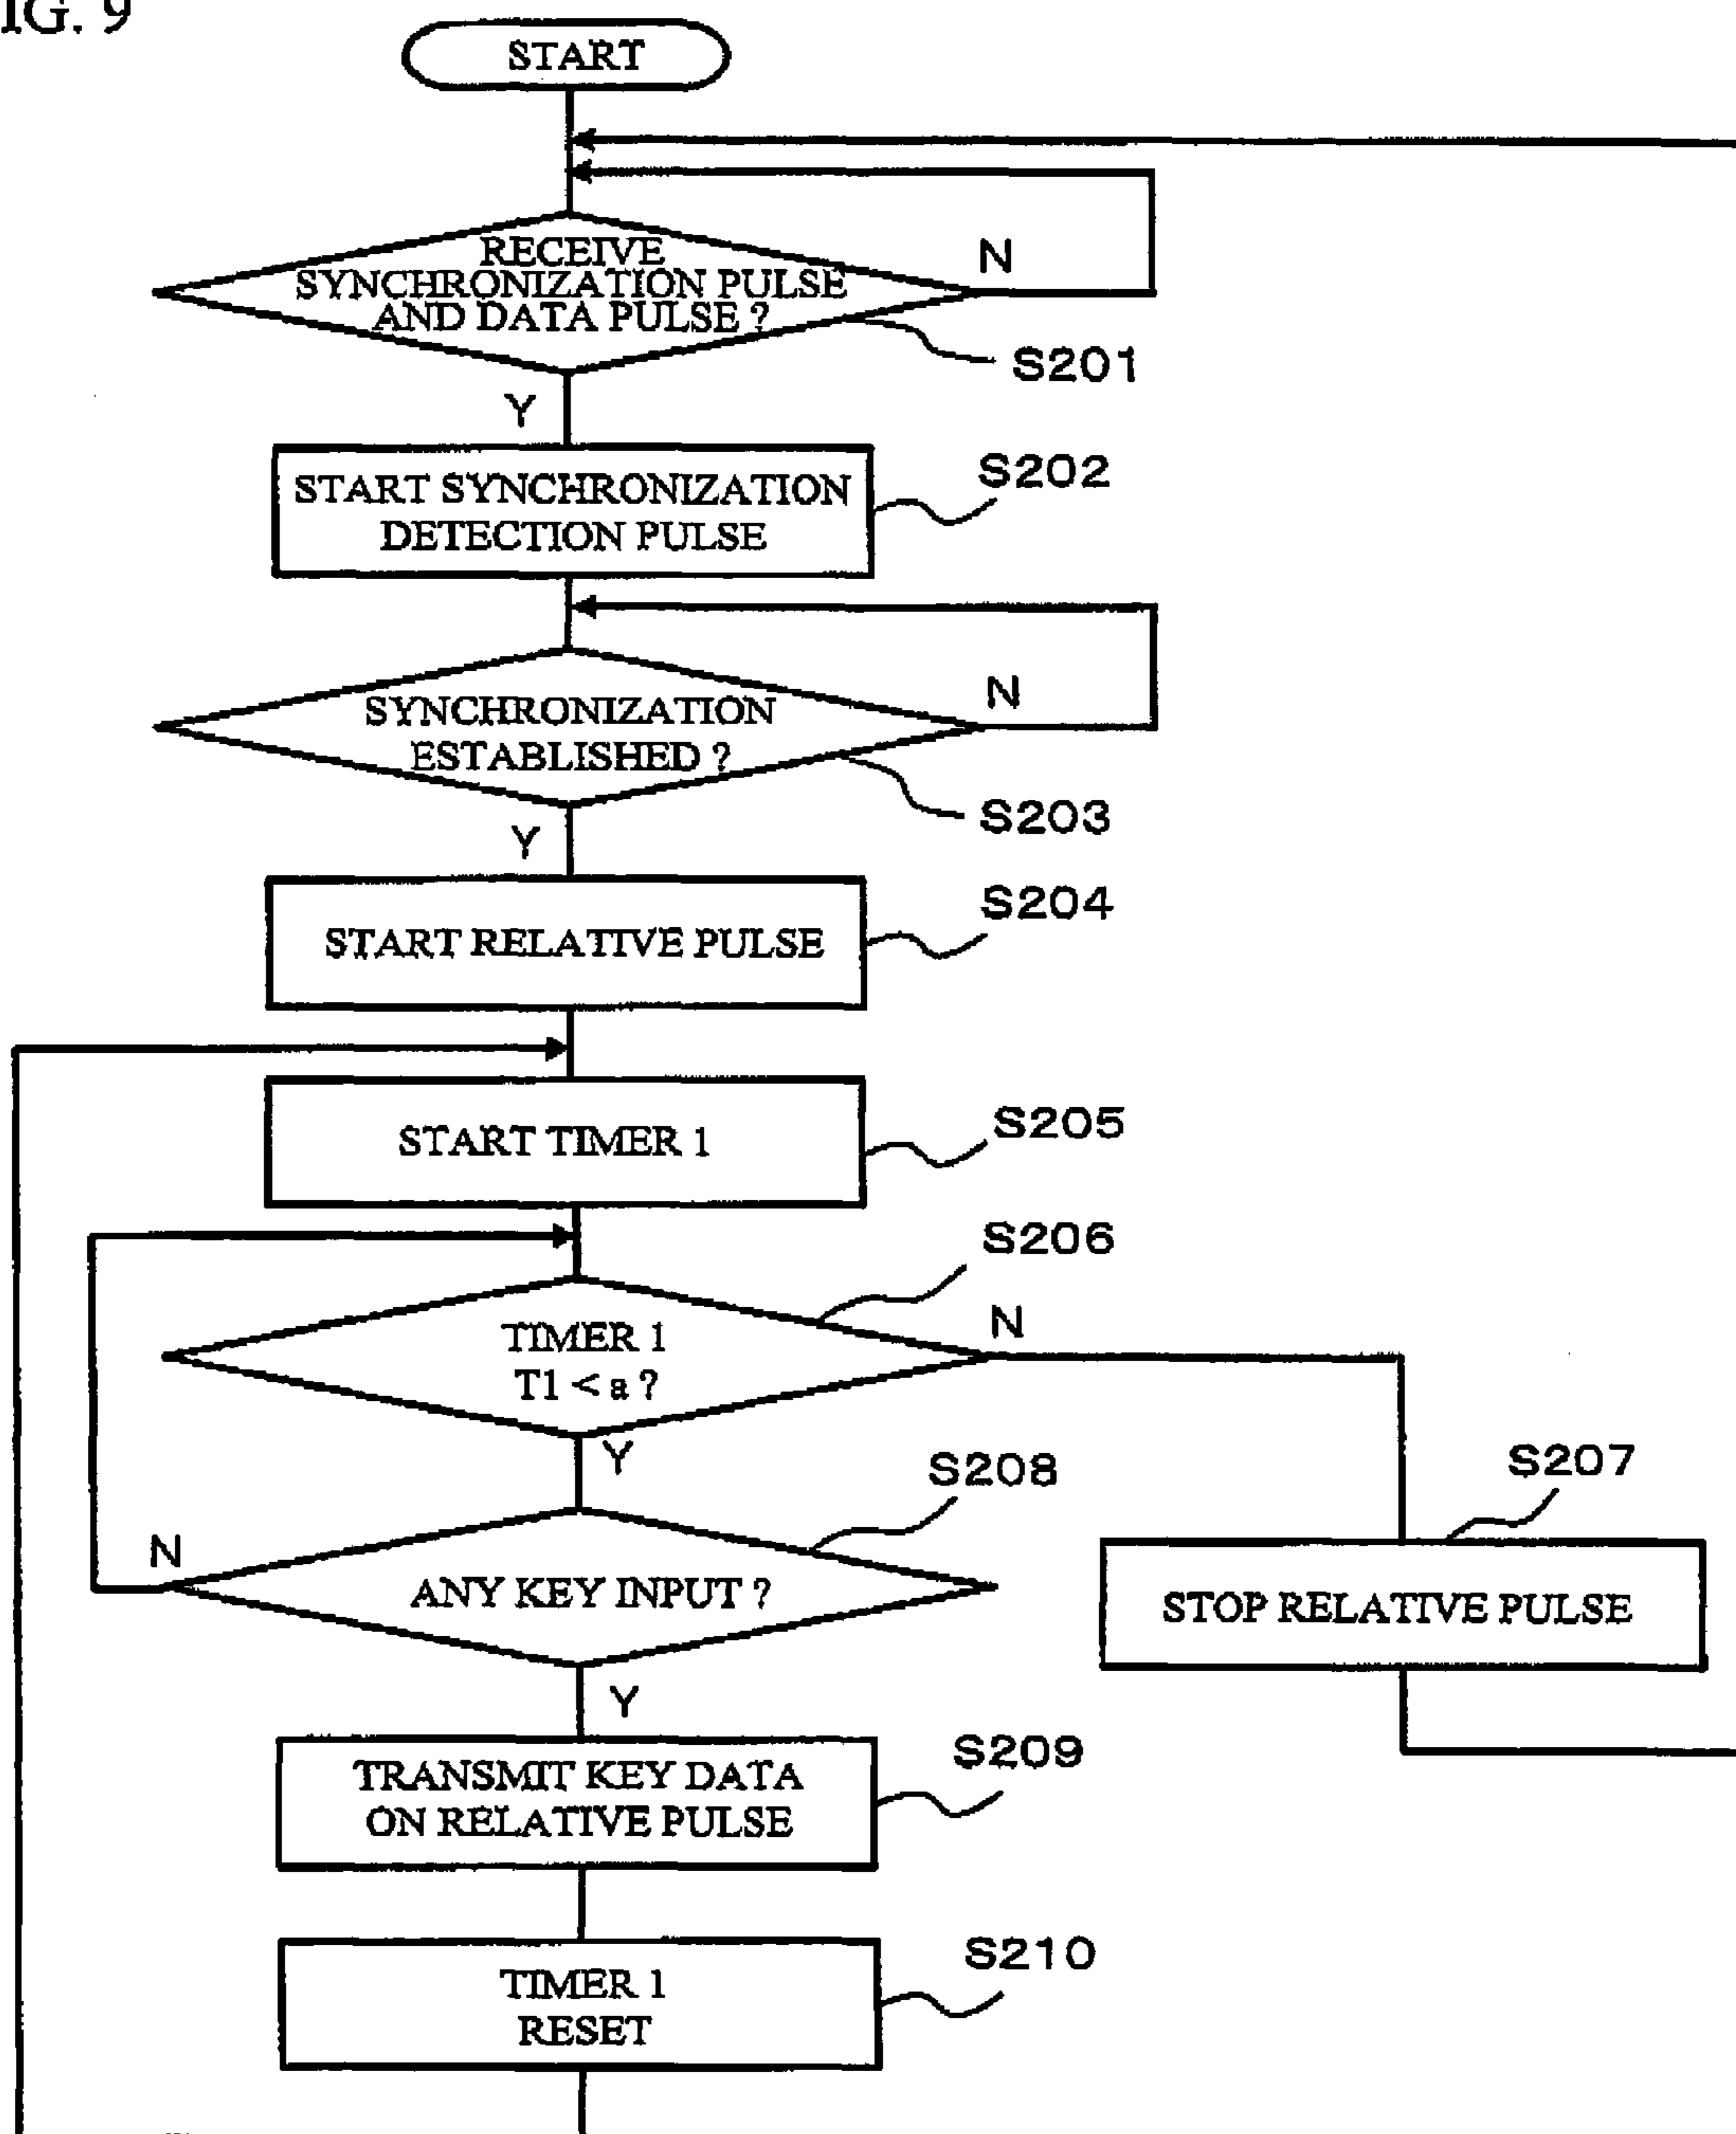 IG. 9
START
RECEIVE
SYNCHRONIZATION PULSE
AND DATA PULSE ?
N
S201
Y
START SYNCHRONIZATION
DETECTION PULSE
S202
SYNCHRONIZATION
ESTABLISHED ?
N
S203
Y
START RELATIVE PULSE
S204
START TIMER 1
S205
S206
TIMER 1
T1 < a ?
N
Y
S207
STOP RELATIVE PULSE
S208
N
ANY KEY INPUT ?
Y
TRANSMIT KEY DATA
ON RELATIVE PULSE
S209
TIMER 1
RESET
S210